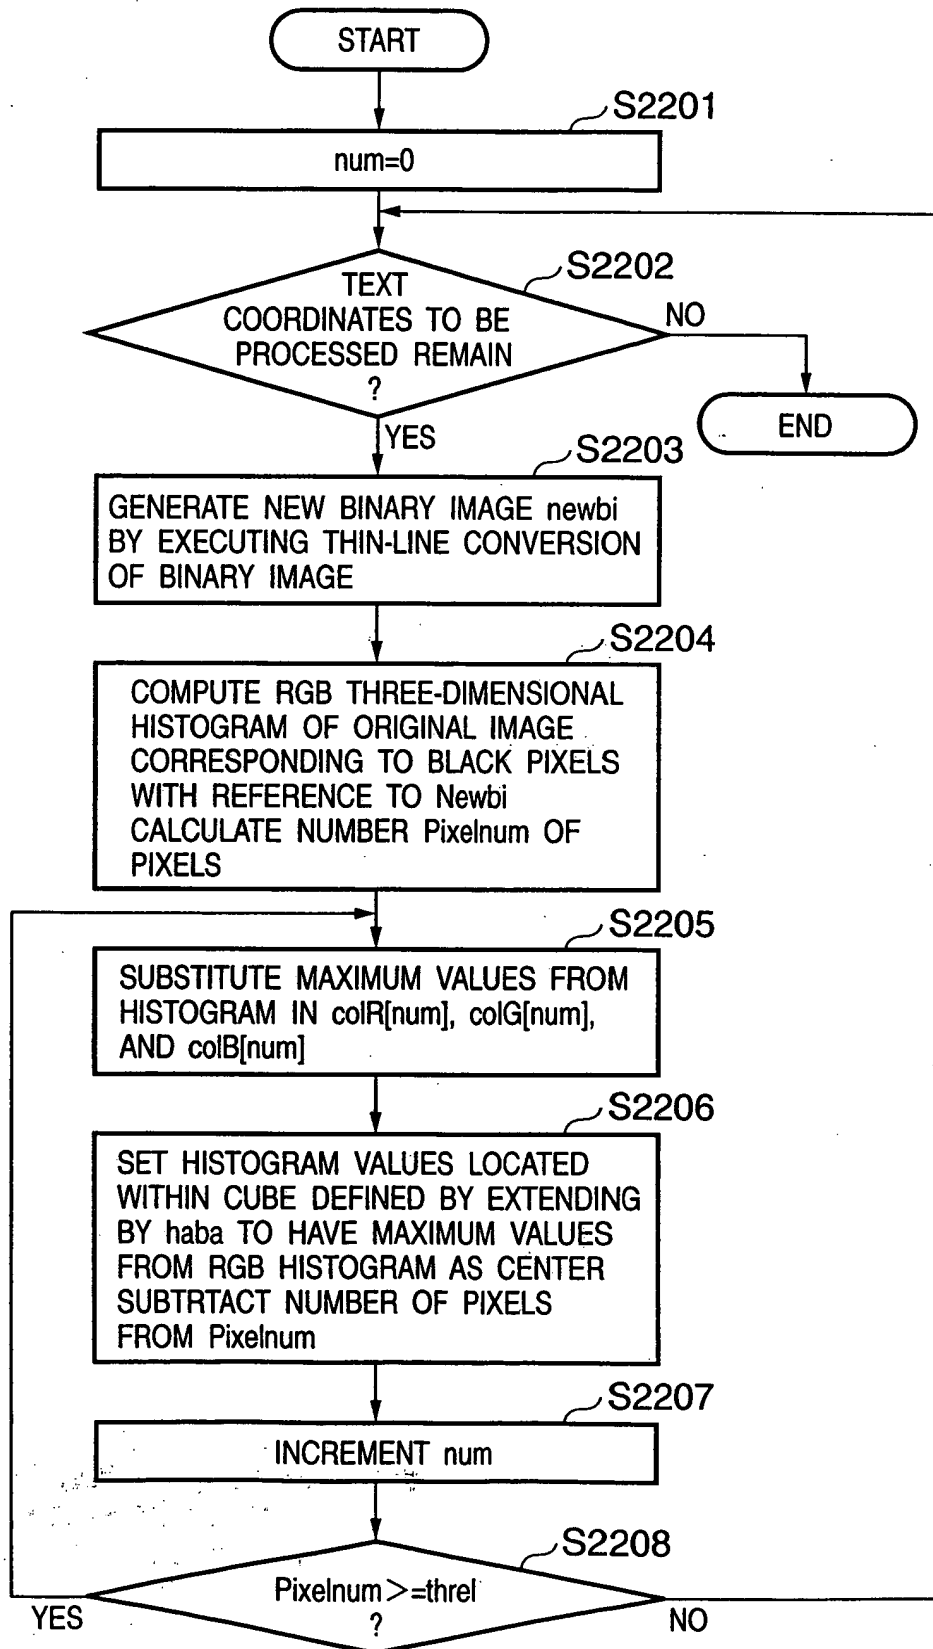 START
S2201
num=0
S2202
TEXT
COORDINATES TO BE
PROCESSED REMAIN
?
NO
END
YES
S2203
GENERATE NEW BINARY IMAGE newbi
BY EXECUTING THIN-LINE CONVERSION
OF BINARY IMAGE
S2204
COMPUTE RGB THREE-DIMENSIONAL
HISTOGRAM OF ORIGINAL IMAGE
CORRESPONDING TO BLACK PIXELS
WITH REFERENCE TO Newbi
CALCULATE NUMBER Pixelnum OF
PIXELS
S2205
SUBSTITUTE MAXIMUM VALUES FROM
HISTOGRAM IN colR[num], colG[num],
AND colB[num]
S2206
SET HISTOGRAM VALUES LOCATED
WITHIN CUBE DEFINED BY EXTENDING
BY haba TO HAVE MAXIMUM VALUES
FROM RGB HISTOGRAM AS CENTER
SUBTRTACT NUMBER OF PIXELS
FROM Pixelnum
S2207
INCREMENT num
S2208
Pixelnum>=threl
?
YES
NO